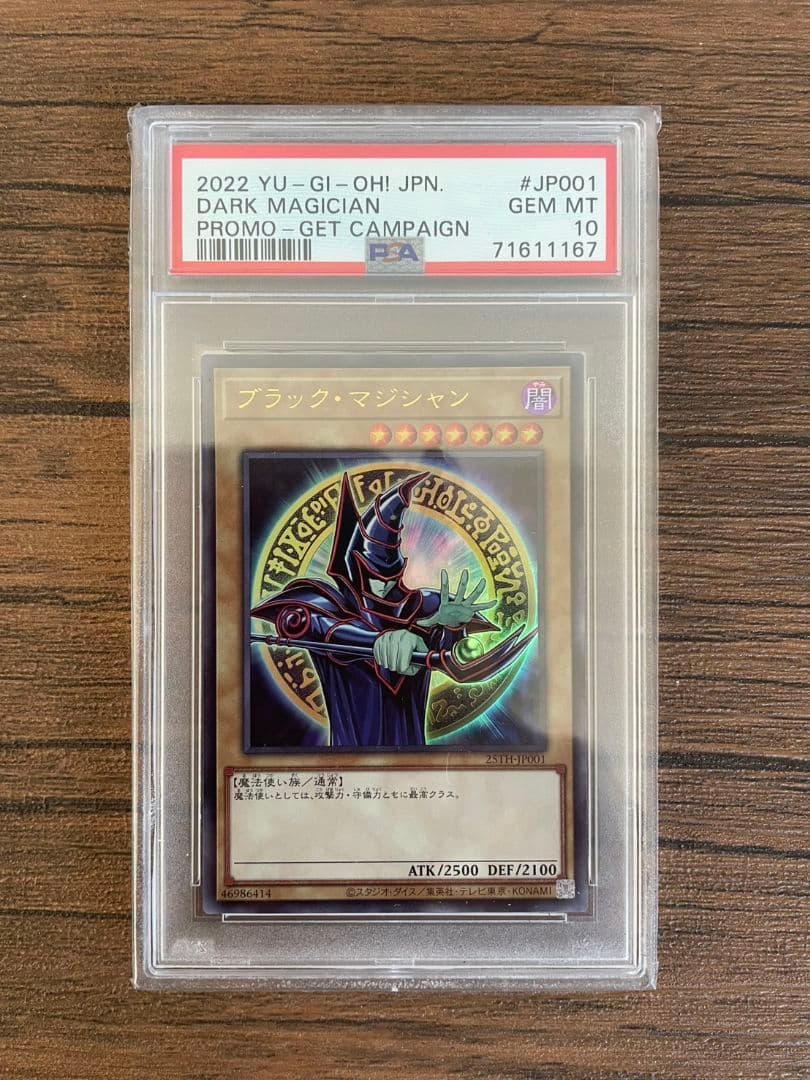 2022 YU-GI-OH! JPN. #JP001
DARK MAGICIAN GEM MT
PROMO-GET CAMPAIGN 10
PSA 71611167
ブラック・マジシャン
やみ
闇
25TH-JP001
【魔法使い族/通常】
魔法使いとしては、攻撃力・守備力ともに最高クラス。
ATK/2500 DEF/2100
46986414 ©スタジオ・ダイス/集英社・テレビ東京・KONAMI